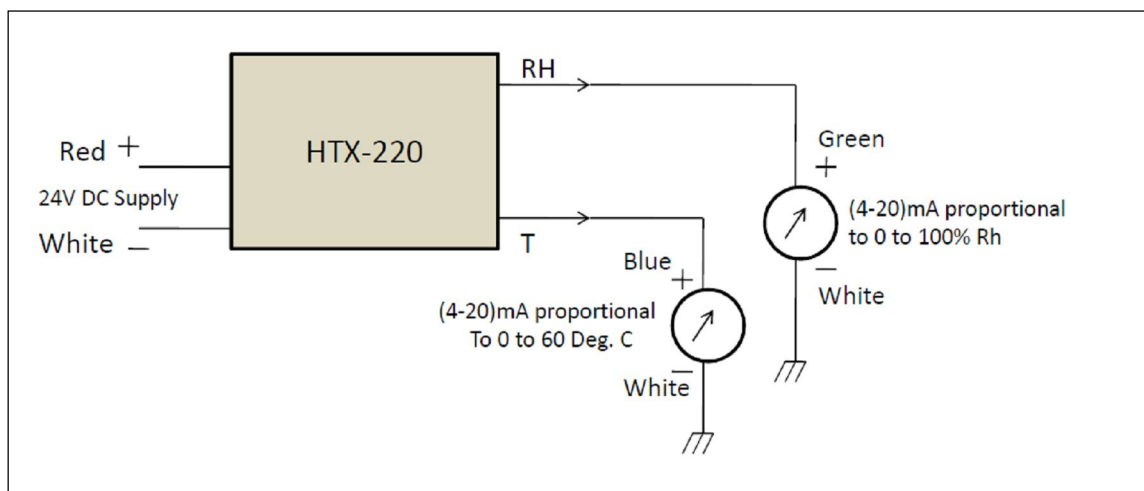 RH
Red +
24V DC Supply
White −
HTX-220
T
Green
+
(4-20)mA proportional
to 0 to 100% Rh
−
White
Blue
+
(4-20)mA proportional
To 0 to 60 Deg. C
−
White